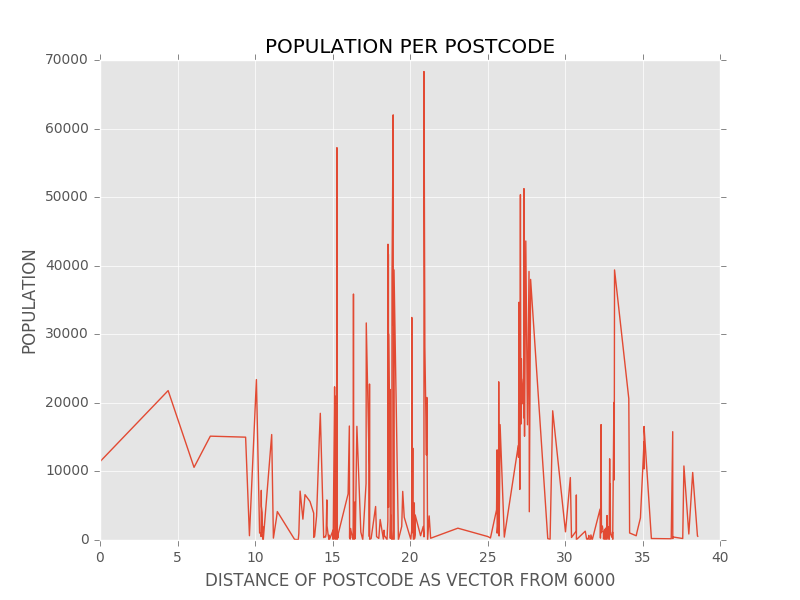 POPULATION PER POSTCODE
70000
60000
50000
40000
30000
20000
10000
0
POPULATION
0 5 10 15 20 25 30 35 40
DISTANCE OF POSTCODE AS VECTOR FROM 6000